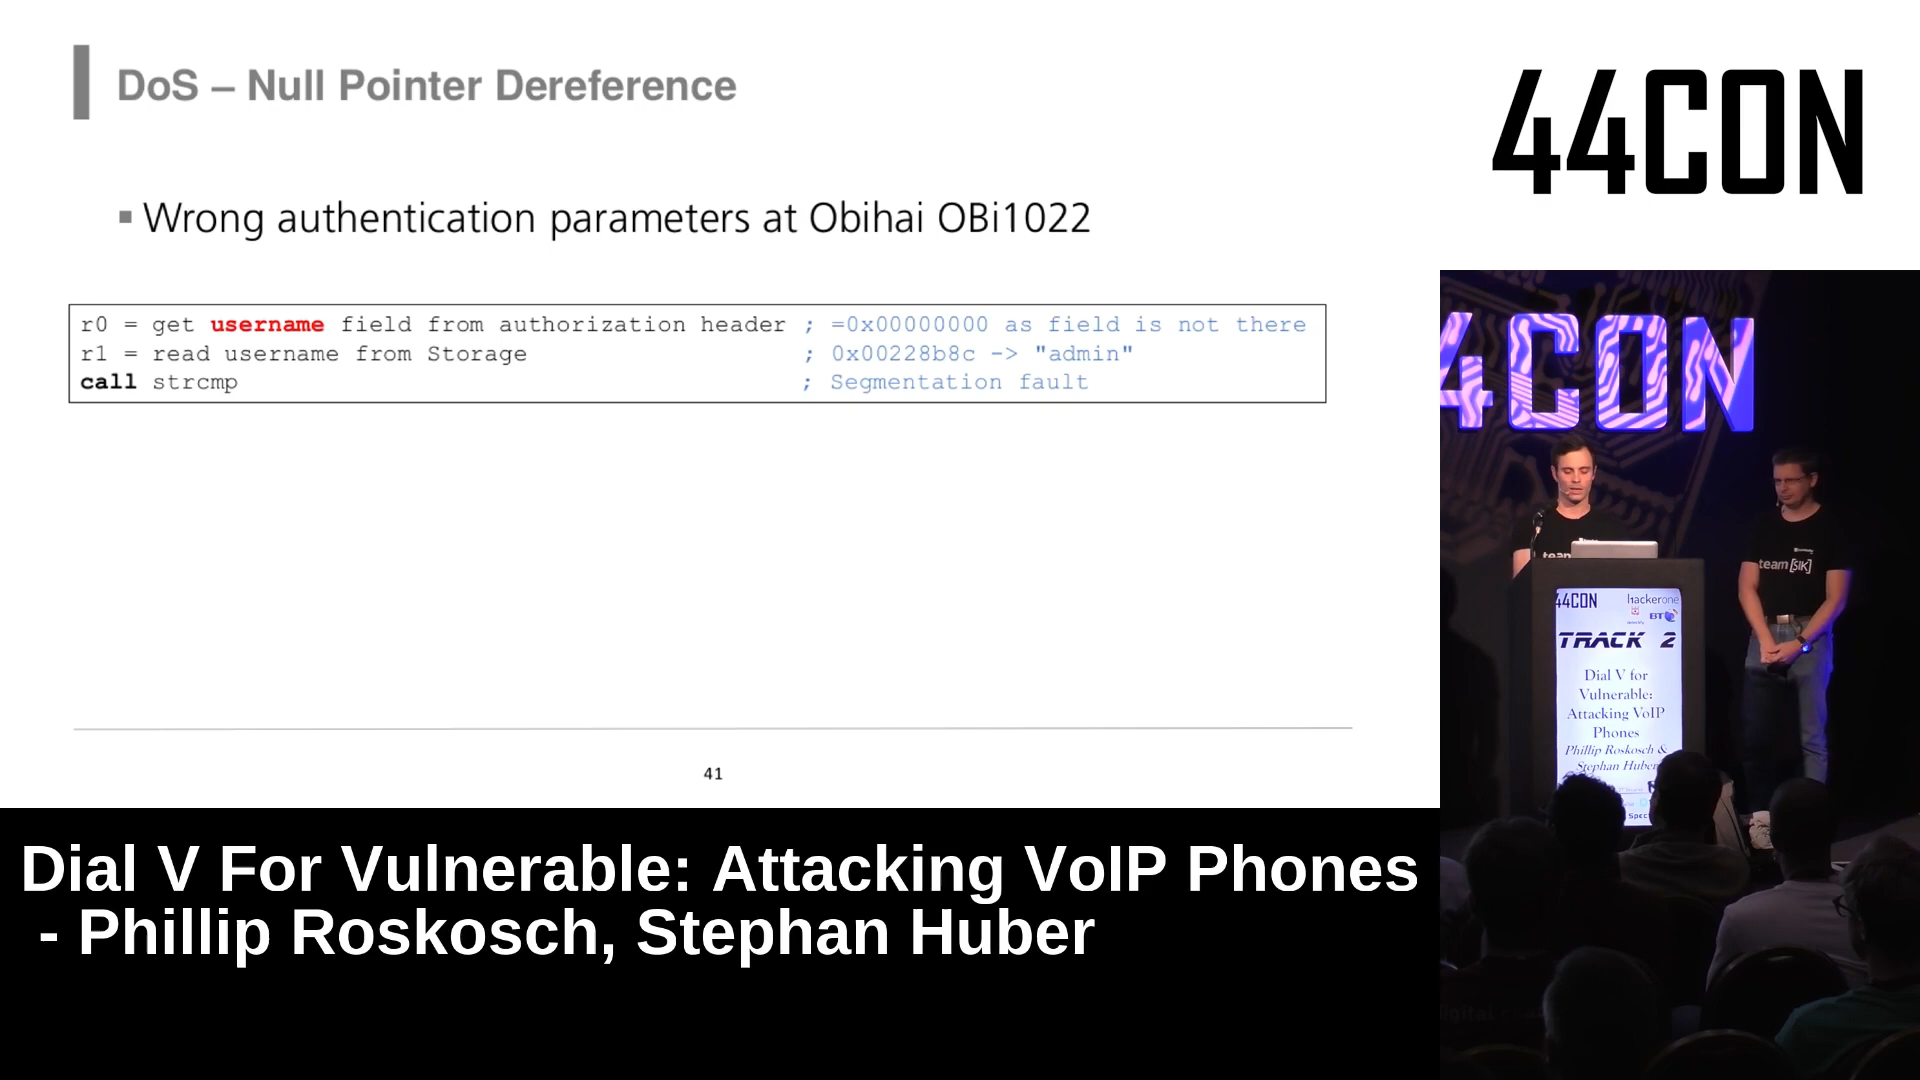 DoS – Null Pointer Dereference
44CON
▪ Wrong authentication parameters at Obihai OBi1022
r0 = get username field from authorization header ; =0x00000000 as field is not there
r1 = read username from Storage ; 0x00228b8c -> "admin"
call strcmp ; Segmentation fault
41
4CON
team
team [SIK]
44CON
hackerone
BT
TRACK 2
Dial V for
Vulnerable:
Attacking VoIP
Phones
Phillip Roskosch &
Stephan Huber
Dial V For Vulnerable: Attacking VoIP Phones
- Phillip Roskosch, Stephan Huber